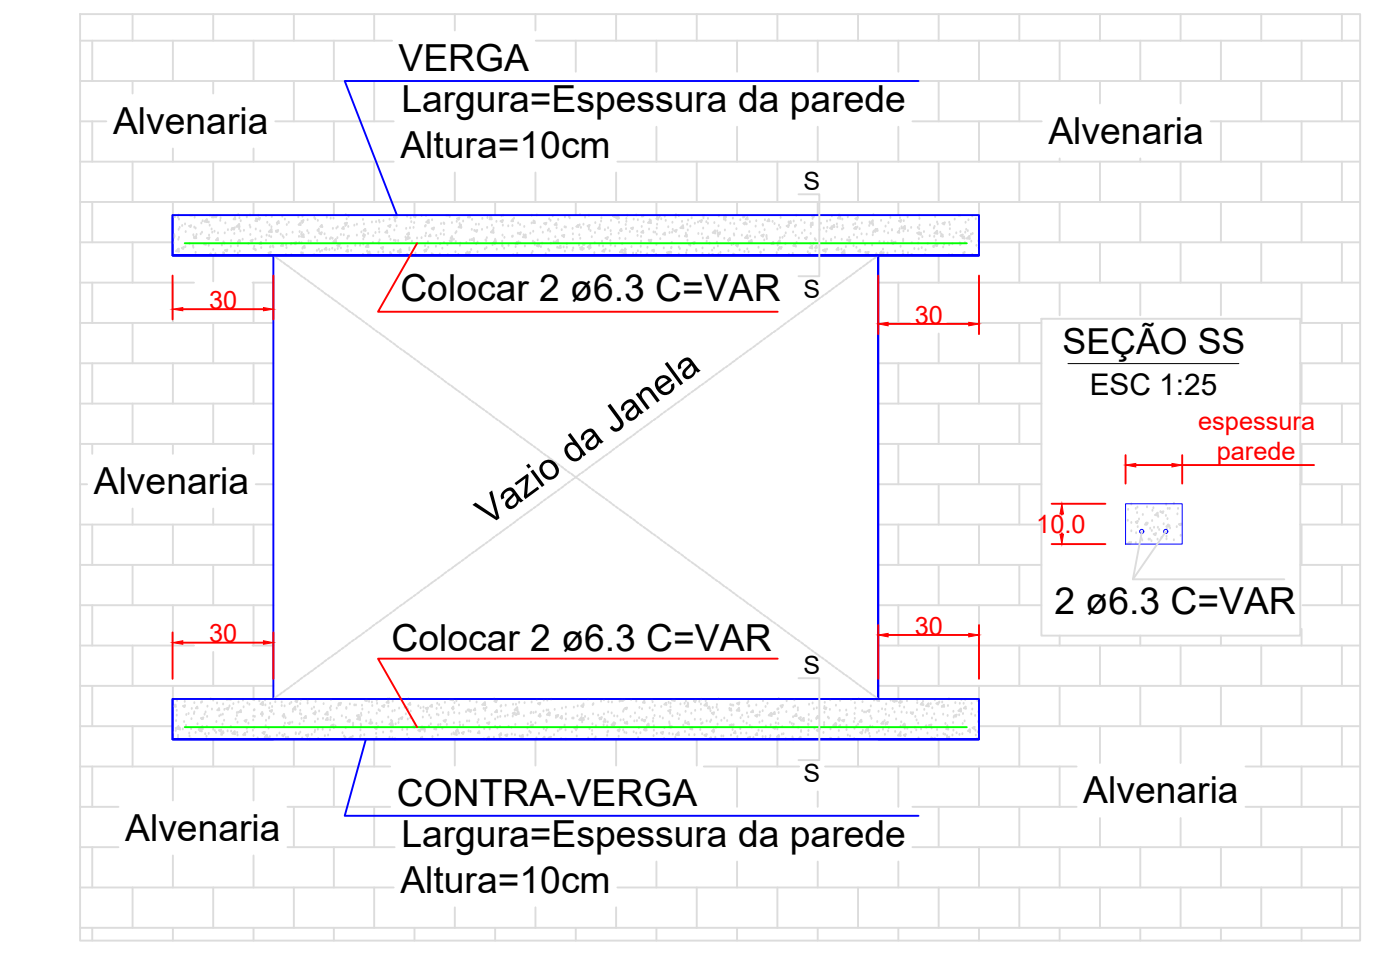 VERGA
Largura=Espessura da parede
Altura=10cm
Alvenaria
Alvenaria
S
Colocar 2 ø6.3 C=VAR
S
30
30
SEÇÃO SS
ESC 1:25
espessura
parede
Vazio da Janela
Alvenaria
10.0
2 ø6.3 C=VAR
30
Colocar 2 ø6.3 C=VAR
30
S
S
CONTRA-VERGA
Largura=Espessura da parede
Altura=10cm
Alvenaria
Alvenaria